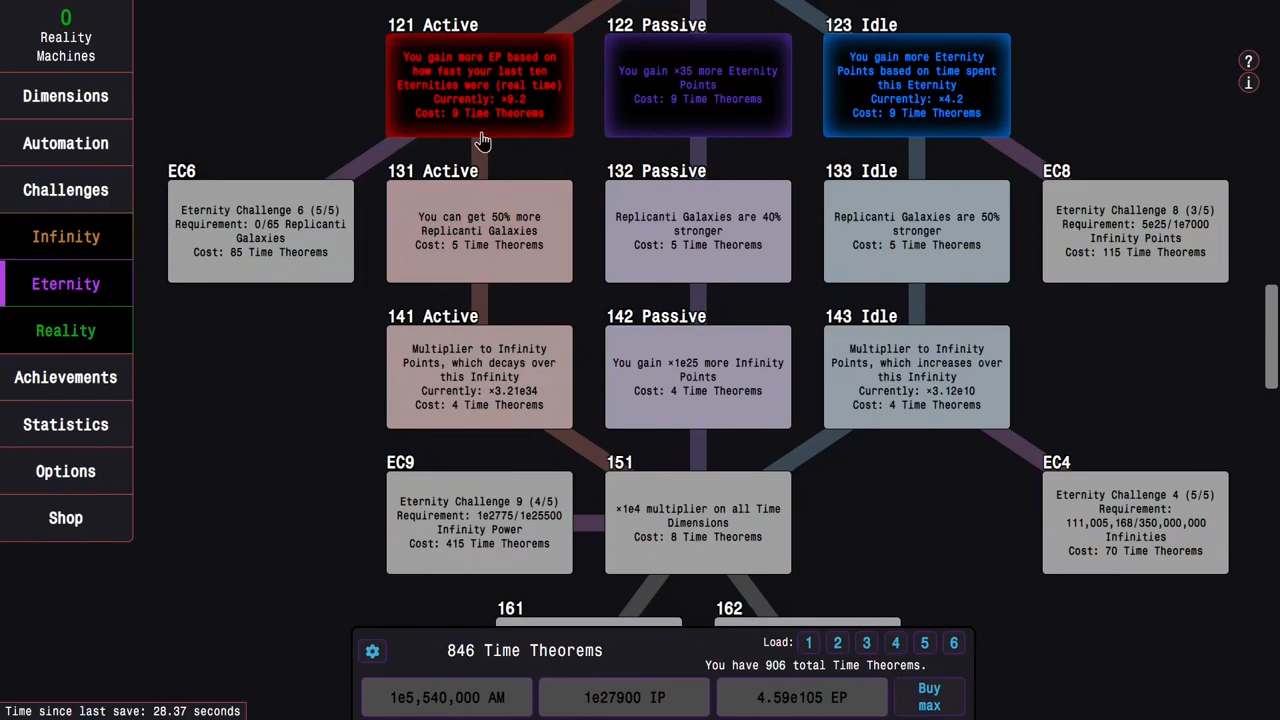 0
Reality
Machines
Dimensions
Automation
Challenges
Infinity
Eternity
Reality
Achievements
Statistics
Options
Shop
Time since last save: 28.37 seconds
121 Active
You gain more EP based on
how fast your last ten
Eternities were (real time)
Currently: ×9.2
Cost: 9 Time Theorems
122 Passive
You gain ×35 more Eternity
Points
Cost: 9 Time Theorems
123 Idle
You gain more Eternity
Points based on time spent
this Eternity
Currently: ×4.2
Cost: 9 Time Theorems
?
i
EC6
Eternity Challenge 6 (5/5)
Requirement: 0/65 Replicanti
Galaxies
Cost: 85 Time Theorems
131 Active
You can get 50% more
Replicanti Galaxies
Cost: 5 Time Theorems
132 Passive
Replicanti Galaxies are 40%
stronger
Cost: 5 Time Theorems
133 Idle
Replicanti Galaxies are 50%
stronger
Cost: 5 Time Theorems
EC8
Eternity Challenge 8 (3/5)
Requirement: 5e25/1e7000
Infinity Points
Cost: 115 Time Theorems
141 Active
Multiplier to Infinity
Points, which decays over
this Infinity
Currently: ×3.21e34
Cost: 4 Time Theorems
142 Passive
You gain ×1e25 more Infinity
Points
Cost: 4 Time Theorems
143 Idle
Multiplier to Infinity
Points, which increases over
this Infinity
Currently: ×3.12e10
Cost: 4 Time Theorems
EC9
Eternity Challenge 9 (4/5)
Requirement: 1e2775/1e25500
Infinity Power
Cost: 415 Time Theorems
151
×1e4 multiplier on all Time
Dimensions
Cost: 8 Time Theorems
EC4
Eternity Challenge 4 (5/5)
Requirement:
111,005,168/350,000,000
Infinities
Cost: 70 Time Theorems
161
162
846 Time Theorems
Load: 1 2 3 4 5 6
You have 906 total Time Theorems.
1e5,540,000 AM
1e27900 IP
4.59e105 EP
Buy
max